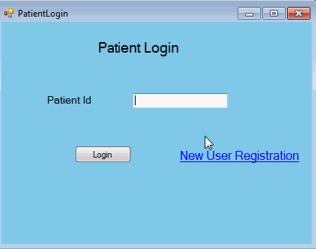 PatientLogin
Patient Login
Patient Id
Login
New User Registration